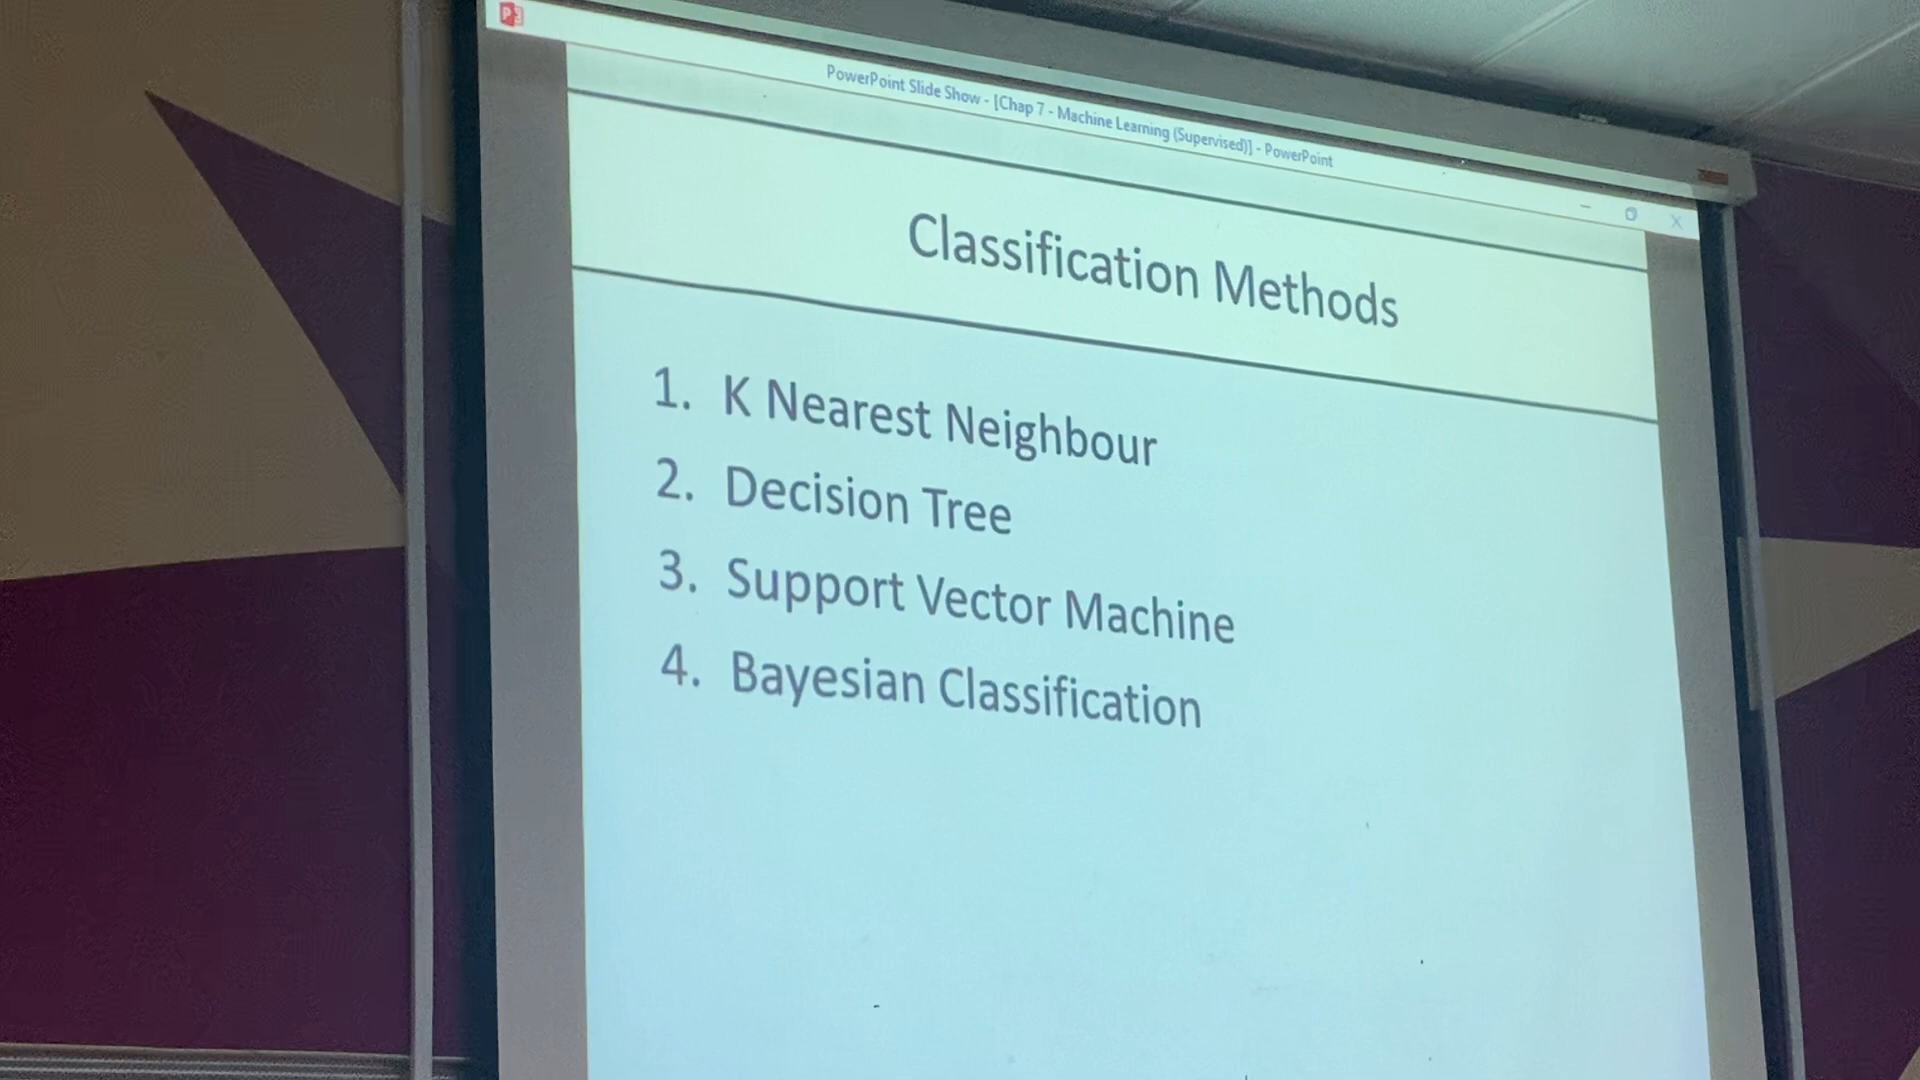 PowerPoint Slide Show - [Chap 7 - Machine Learning (Supervised)] - PowerPoint
Classification Methods
1. K Nearest Neighbour
2. Decision Tree
3. Support Vector Machine
4. Bayesian Classification